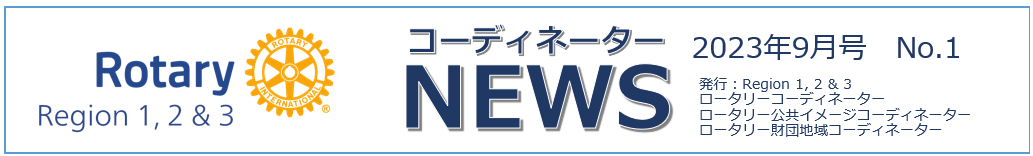 Rotary
ROTARY
INTERNATIONAL
Region 1, 2 & 3
コーディネーター
NEWS
2023年9月号 No.1
発行：Region 1, 2 & 3
ロータリーコーディネーター
ロータリー公共イメージコーディネーター
ロータリー財団地域コーディネーター